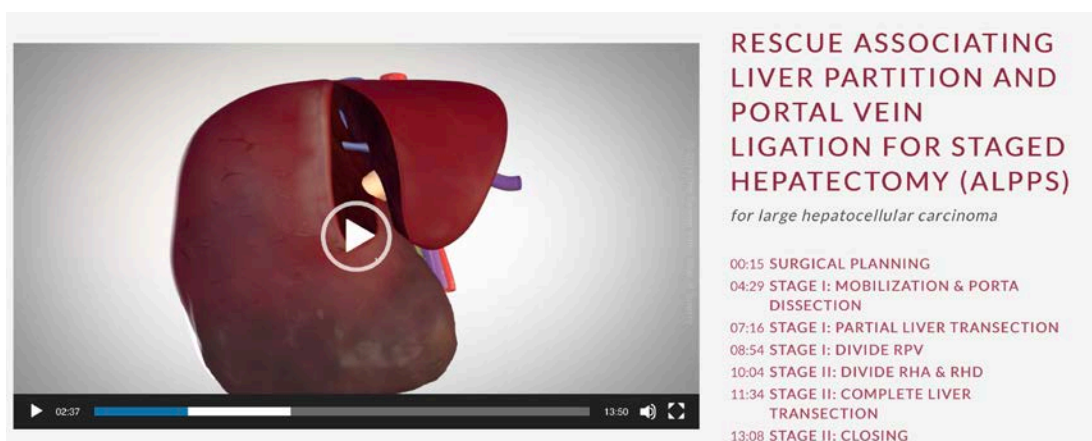 RESCUE ASSOCIATING
LIVER PARTITION AND
PORTAL VEIN
LIGATION FOR STAGED
HEPATECTOMY (ALPPS)
for large hepatocellular carcinoma
00:15 SURGICAL PLANNING
04:29 STAGE I: MOBILIZATION & PORTA
DISSECTION
07:16 STAGE I: PARTIAL LIVER TRANSECTION
08:54 STAGE I: DIVIDE RPV
10:04 STAGE II: DIVIDE RHA & RHD
11:34 STAGE II: COMPLETE LIVER
TRANSECTION
13:08 STAGE II: CLOSING
02:37
13:50